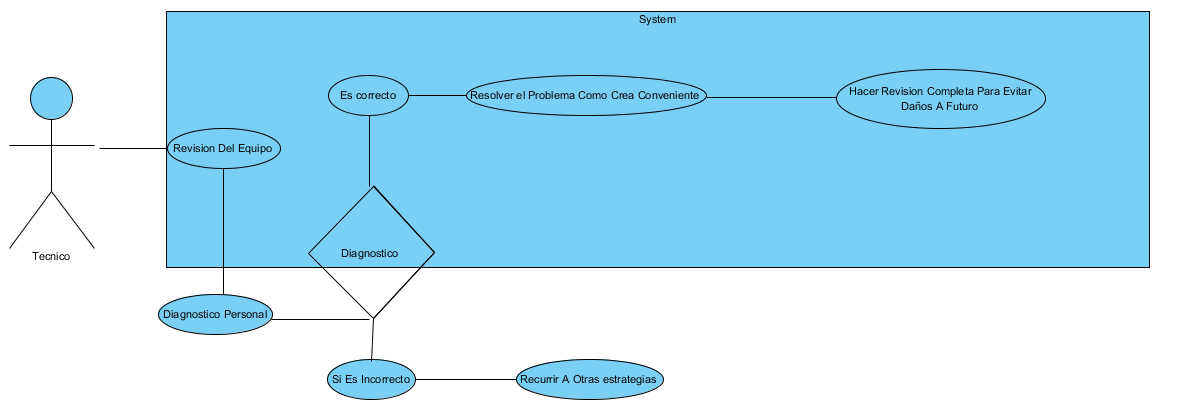 System
Es correcto
Resolver el Problema Como Crea Conveniente
Hacer Revision Completa Para Evitar
Daños A Futuro
Revision Del Equipo
Tecnico
Diagnostico
Diagnostico Personal
Si Es Incorrecto
Recurrir A Otras estrategias